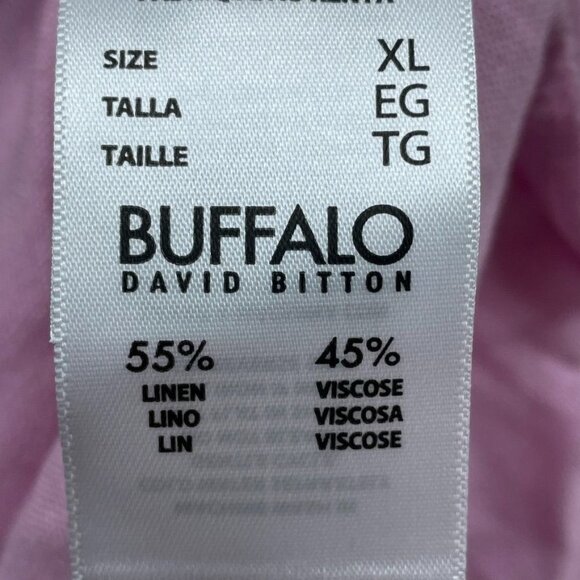 SIZE XL
TALLA EG
TAILLE TG
BUFFALO
DAVID BITTON
55% 45%
LINEN VISCOSE
LINO VISCOSA
LIN VISCOSE